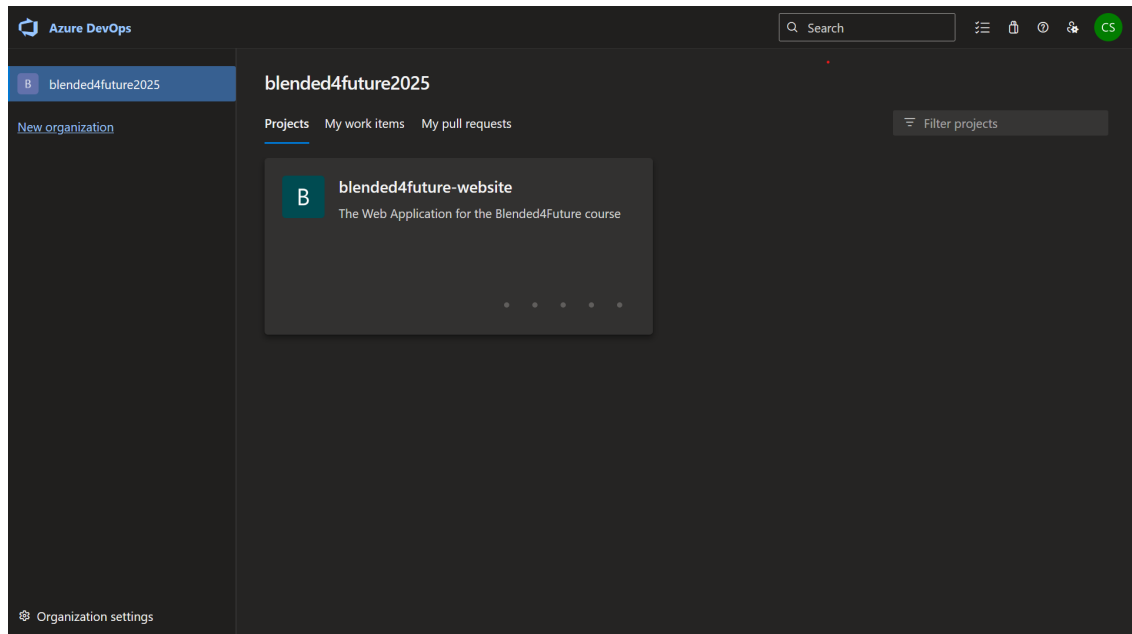 Azure DevOps
Search
CS
B blended4future2025
New organization
blended4future2025
Projects My work items My pull requests
Filter projects
B
blended4future-website
The Web Application for the Blended4Future course
Organization settings